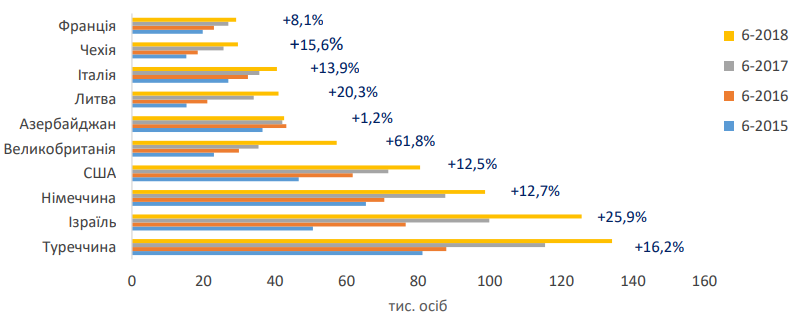 Франція +8,1%
Чехія +15,6%
Італія +13,9%
Литва +20,3%
Азербайджан +1,2%
Великобританія +61,8%
США +12,5%
Німеччина +12,7%
Ізраїль +25,9%
Туреччина +16,2%
0 20 40 60 80 100 120 140 160
тис. осіб
6-2018
6-2017
6-2016
6-2015